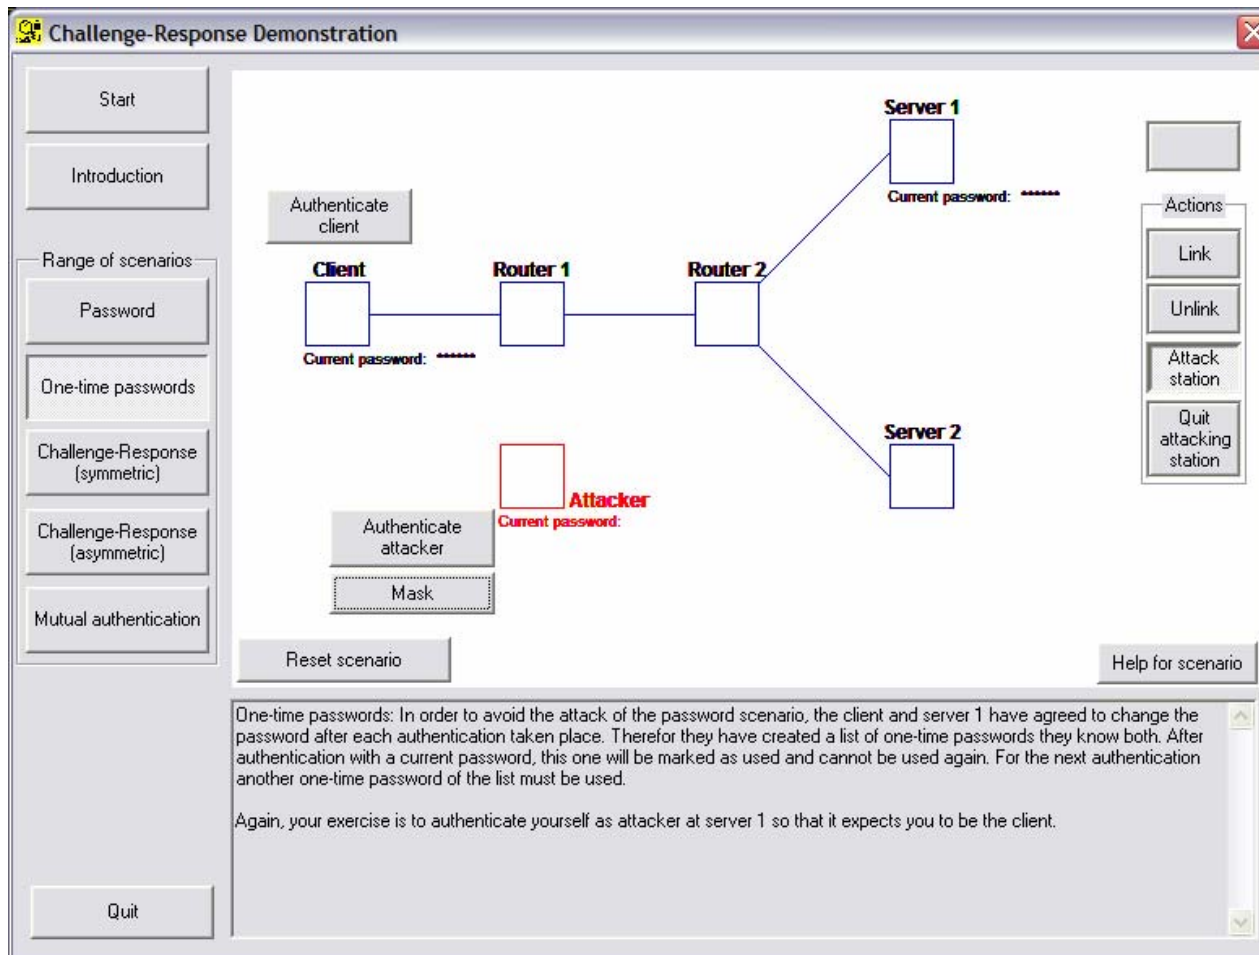 Challenge-Response Demonstration
Start
Introduction
Range of scenarios
Password
One-time passwords
Challenge-Response
(symmetric)
Challenge-Response
(asymmetric)
Mutual authentication
Quit
Authenticate
client
Client
Current password: ******
Router 1
Router 2
Server 1
Current password: ******
Server 2
Attacker
Current password:
Authenticate
attacker
Mask
Reset scenario
Help for scenario
Actions
Link
Unlink
Attack
station
Quit
attacking
station
One-time passwords: In order to avoid the attack of the password scenario, the client and server 1 have agreed to change the
password after each authentication taken place. Therefor they have created a list of one-time passwords they know both. After
authentication with a current password, this one will be marked as used and cannot be used again. For the next authentication
another one-time password of the list must be used.
Again, your exercise is to authenticate yourself as attacker at server 1 so that it expects you to be the client.